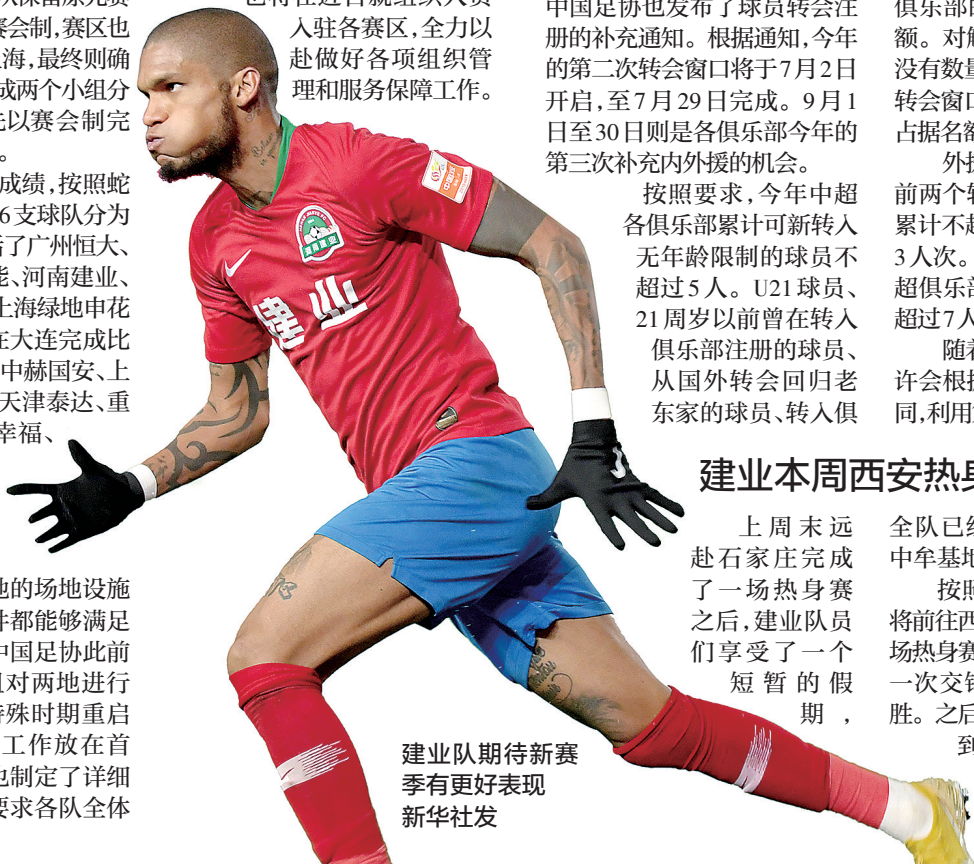 赛会制,赛区也
海,最终则确
成两个小组分
先以赛会制完
。
成绩,按照蛇
6支球队分为
括了广州恒大、
能、河南建业、
上海绿地申花
在大连完成比
中赫国安、上
天津泰达、重
幸福、
地的场地设施
件都能够满足
中国足协此前
组对两地进行
特殊时期重启
工作放在首
也制定了详细
要求各队全体
入驻各赛区,全力以
赴做好各项组织管
理和服务保障工作。
建业
建业队期待新赛
季有更好表现
新华社发
中国足协也发布了球员转会注
册的补充通知。根据通知,今年
的第二次转会窗口将于7月2日
开启,至7月29日完成。9月1
日至30日则是各俱乐部今年的
第三次补充内外援的机会。
按照要求,今年中超
各俱乐部累计可新转入
无年龄限制的球员不
超过5人。U21球员、
21周岁以前曾在转入
俱乐部注册的球员、
从国外转会回归老
东家的球员、转入俱
俱乐部的
额。对解
没有数量
转会窗口
占据名额
外援
前两个转
累计不超
3人次。
超俱乐部
超过7人
随着
许会根据
同,利用
建业本周西安热身
上周末远
赴石家庄完成
了一场热身赛
之后,建业队员
们享受了一个
短暂的假
期,
全队已经
中牟基地
按照
将前往西
场热身赛
一次交锋
胜。之后
到